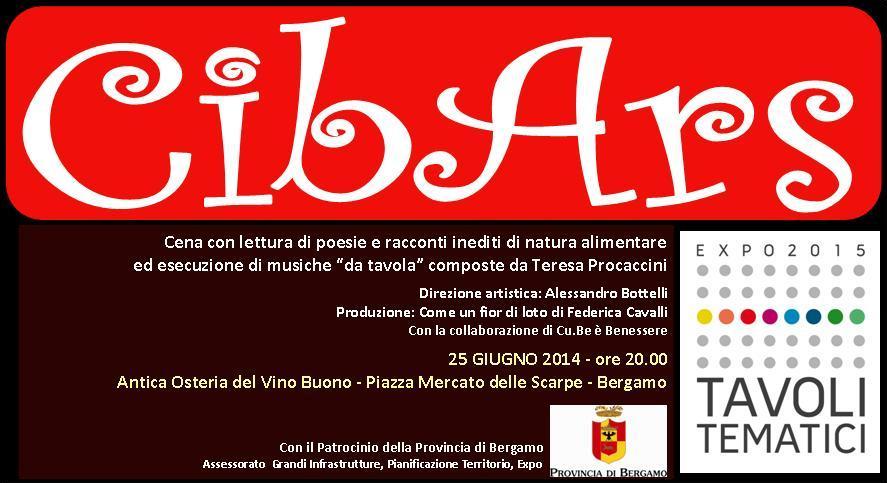 CibArs
Cena con lettura di poesie e racconti inediti di natura alimentare
ed esecuzione di musiche “da tavola” composte da Teresa Procaccini
Direzione artistica: Alessandro Bottelli
Produzione: Come un fior di loto di Federica Cavalli
Con la collaborazione di Cu.Be è Benessere
25 GIUGNO 2014 - ore 20.00
Antica Osteria del Vino Buono - Piazza Mercato delle Scarpe - Bergamo
Con il Patrocinio della Provincia di Bergamo
Assessorato Grandi Infrastrutture, Pianificazione Territorio, Expo
PROVINCIA DI BERGAMO
EXPO2015
TAVOLI
TEMATICI